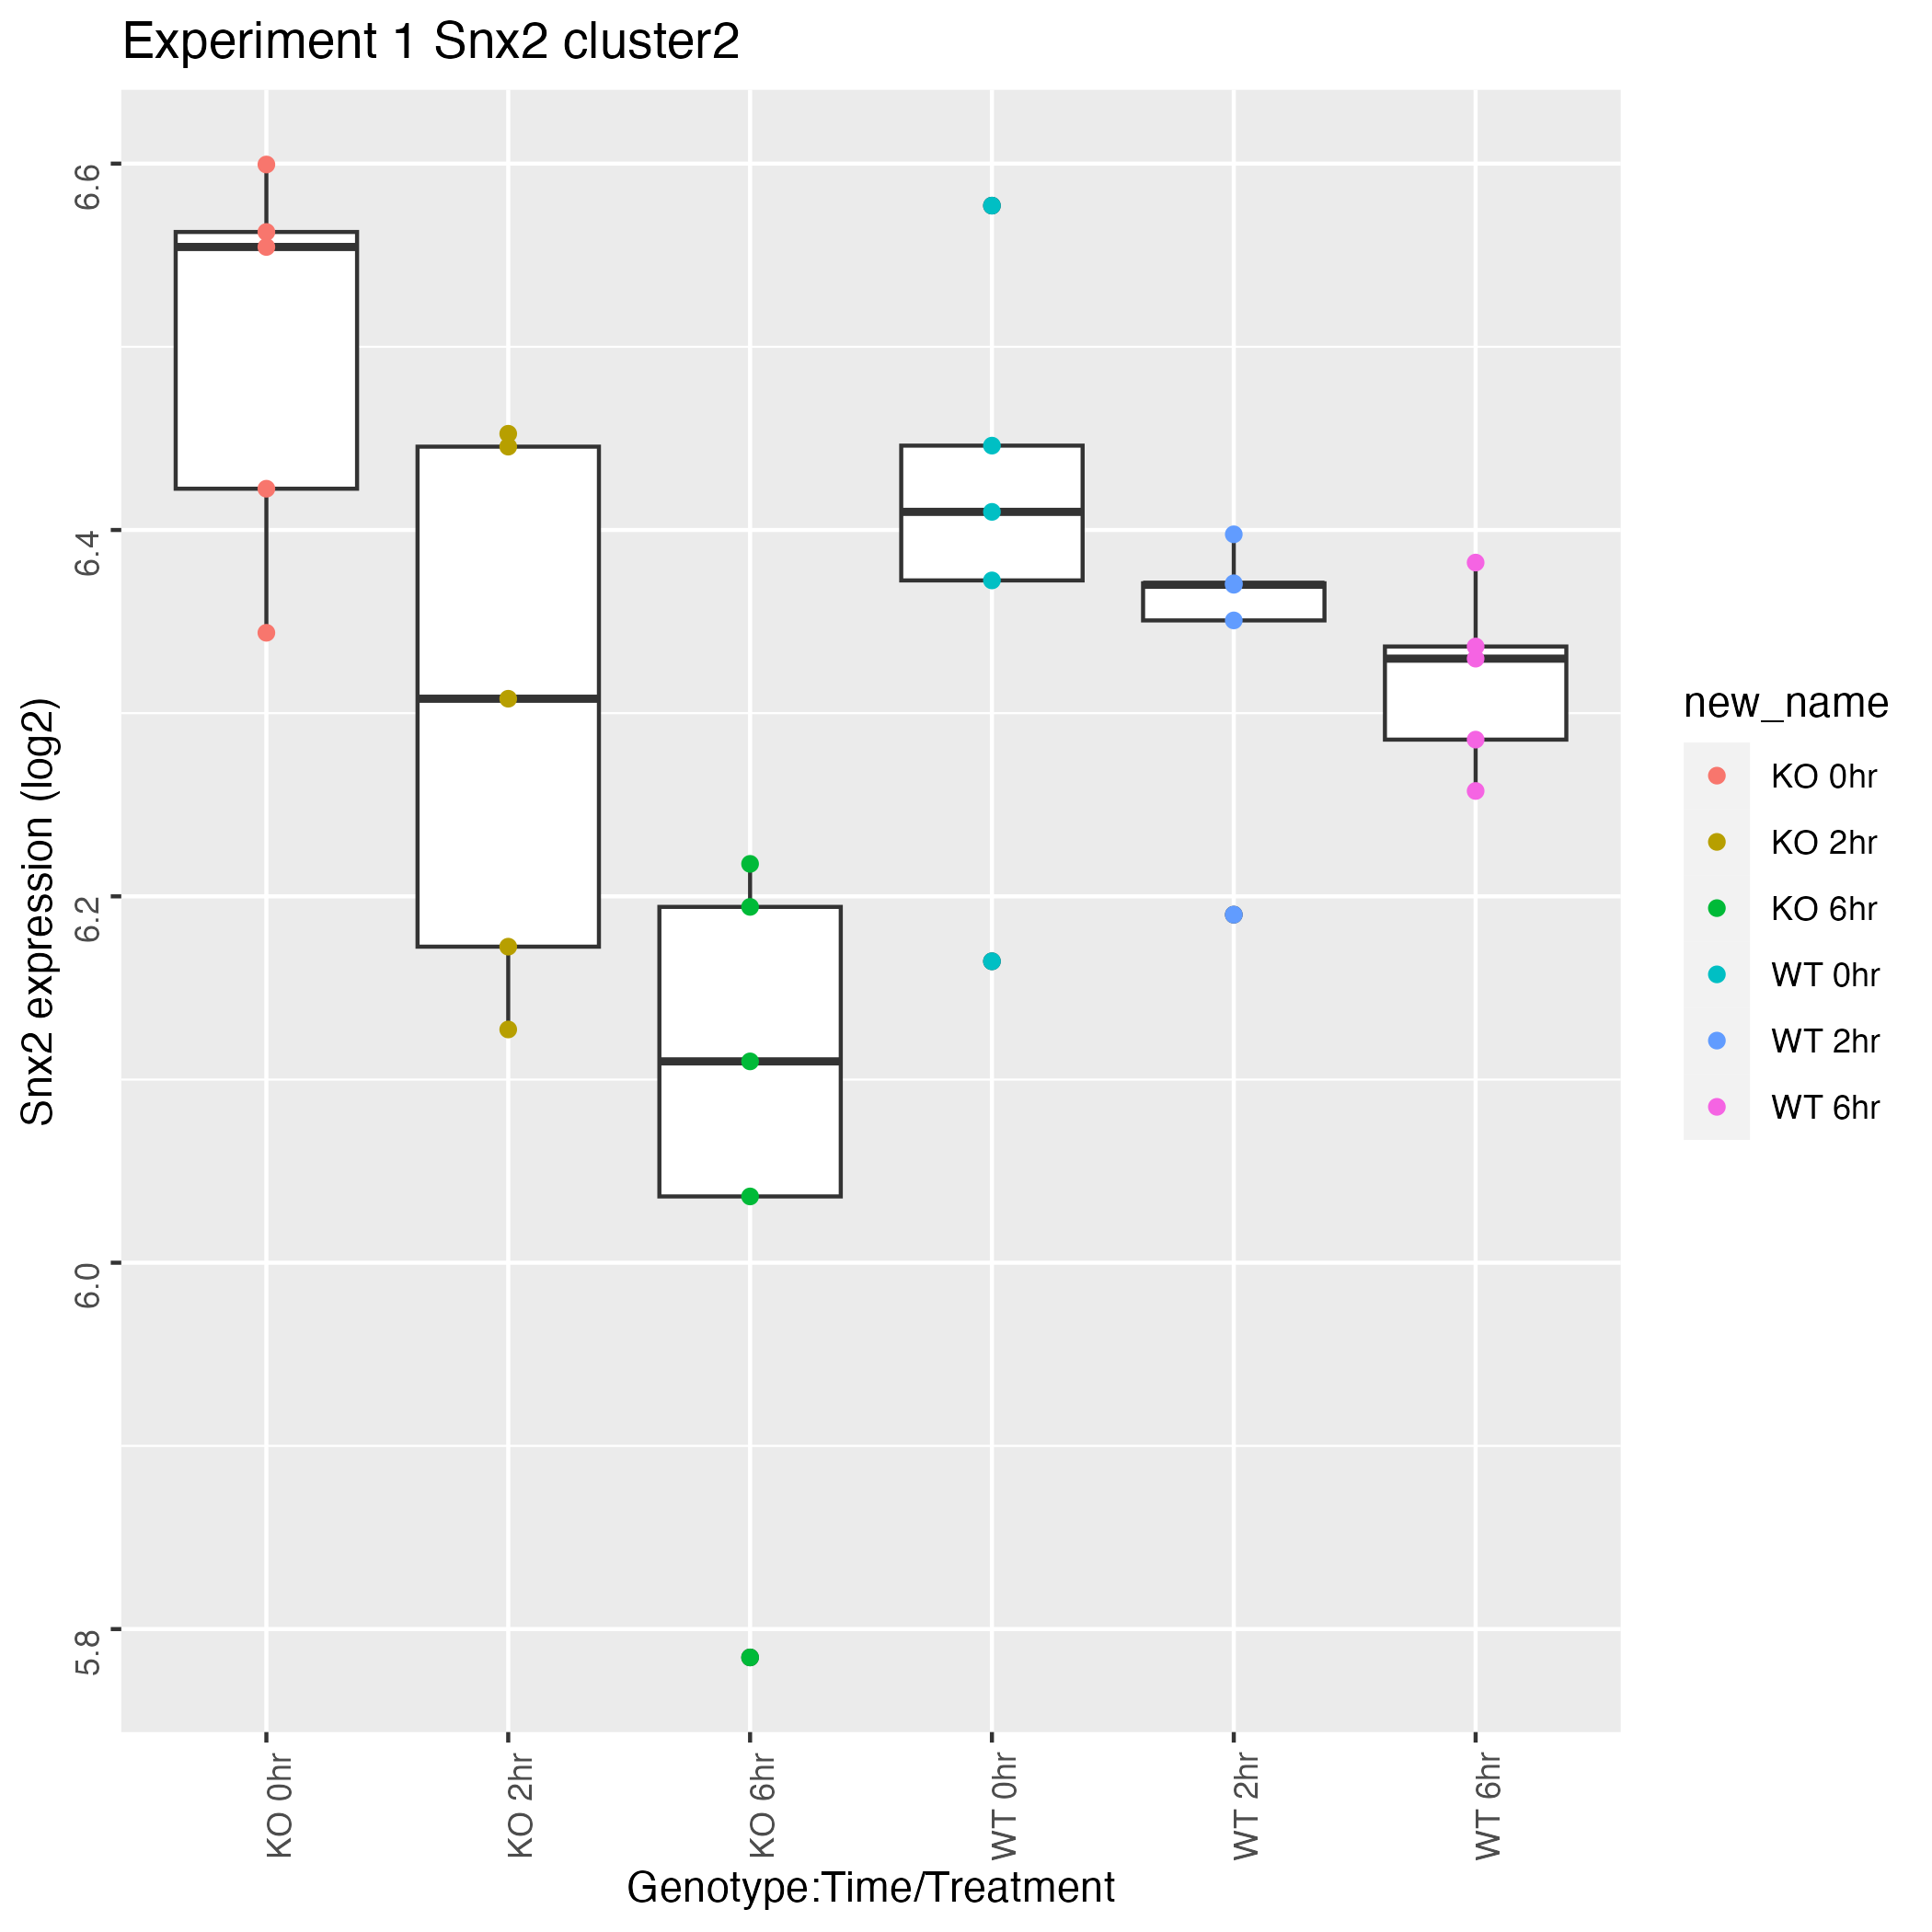 Experiment 1 Snx2 cluster2
Snx2 expression (log2)
6.6
6.4
6.2
6.0
5.8
KO 0hr
KO 2hr
KO 6hr
WT 0hr
WT 2hr
WT 6hr
Genotype:Time/Treatment
new_name
KO 0hr
KO 2hr
KO 6hr
WT 0hr
WT 2hr
WT 6hr